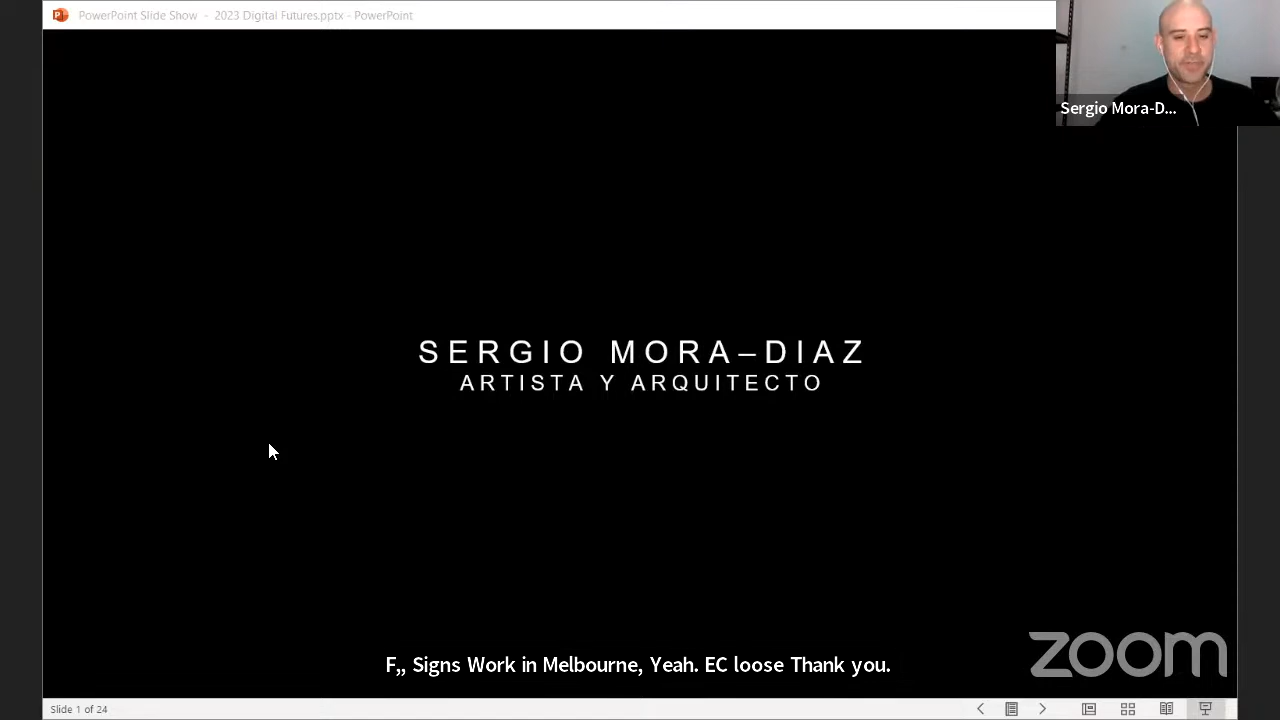 PowerPoint Slide Show - 2023 Digital Futures.pptx - PowerPoint
Sergio Mora-D...
SERGIO MORA–DIAZ
ARTISTA Y ARQUITECTO
F,, Signs Work in Melbourne, Yeah. EC loose Thank you.
zoom
Slide 1 of 24